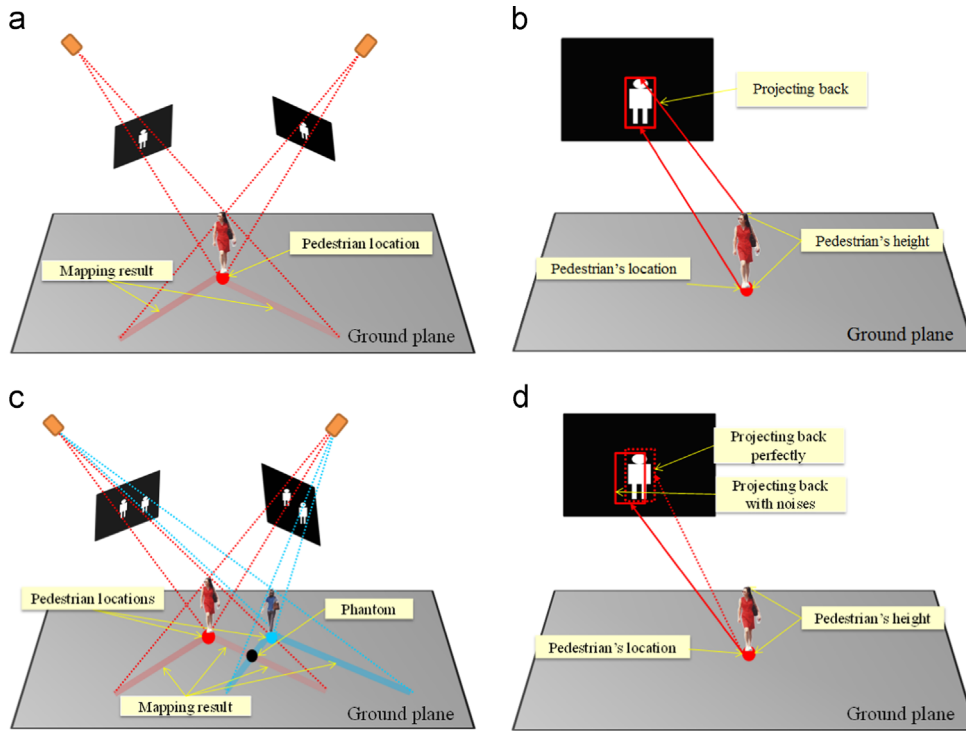 a
Pedestrian location
Mapping result
Ground plane
b
Projecting back
Pedestrian's height
Pedestrian's location
Ground plane
c
Pedestrian locations
Phantom
Mapping result
Ground plane
d
Projecting back
perfectly
Projecting back
with noises
Pedestrian's height
Pedestrian's location
Ground plane